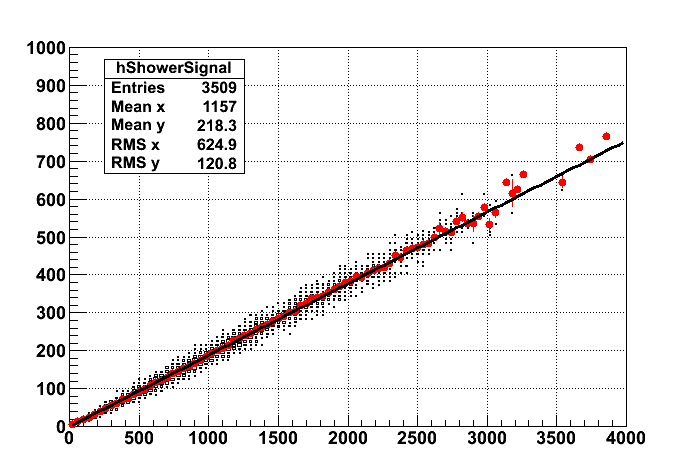 1000
900
800
700
600
500
400
300
200
100
0
hShowerSignal
Entries 3509
Mean x 1157
Mean y 218.3
RMS x 624.9
RMS y 120.8
0 500 1000 1500 2000 2500 3000 3500 4000